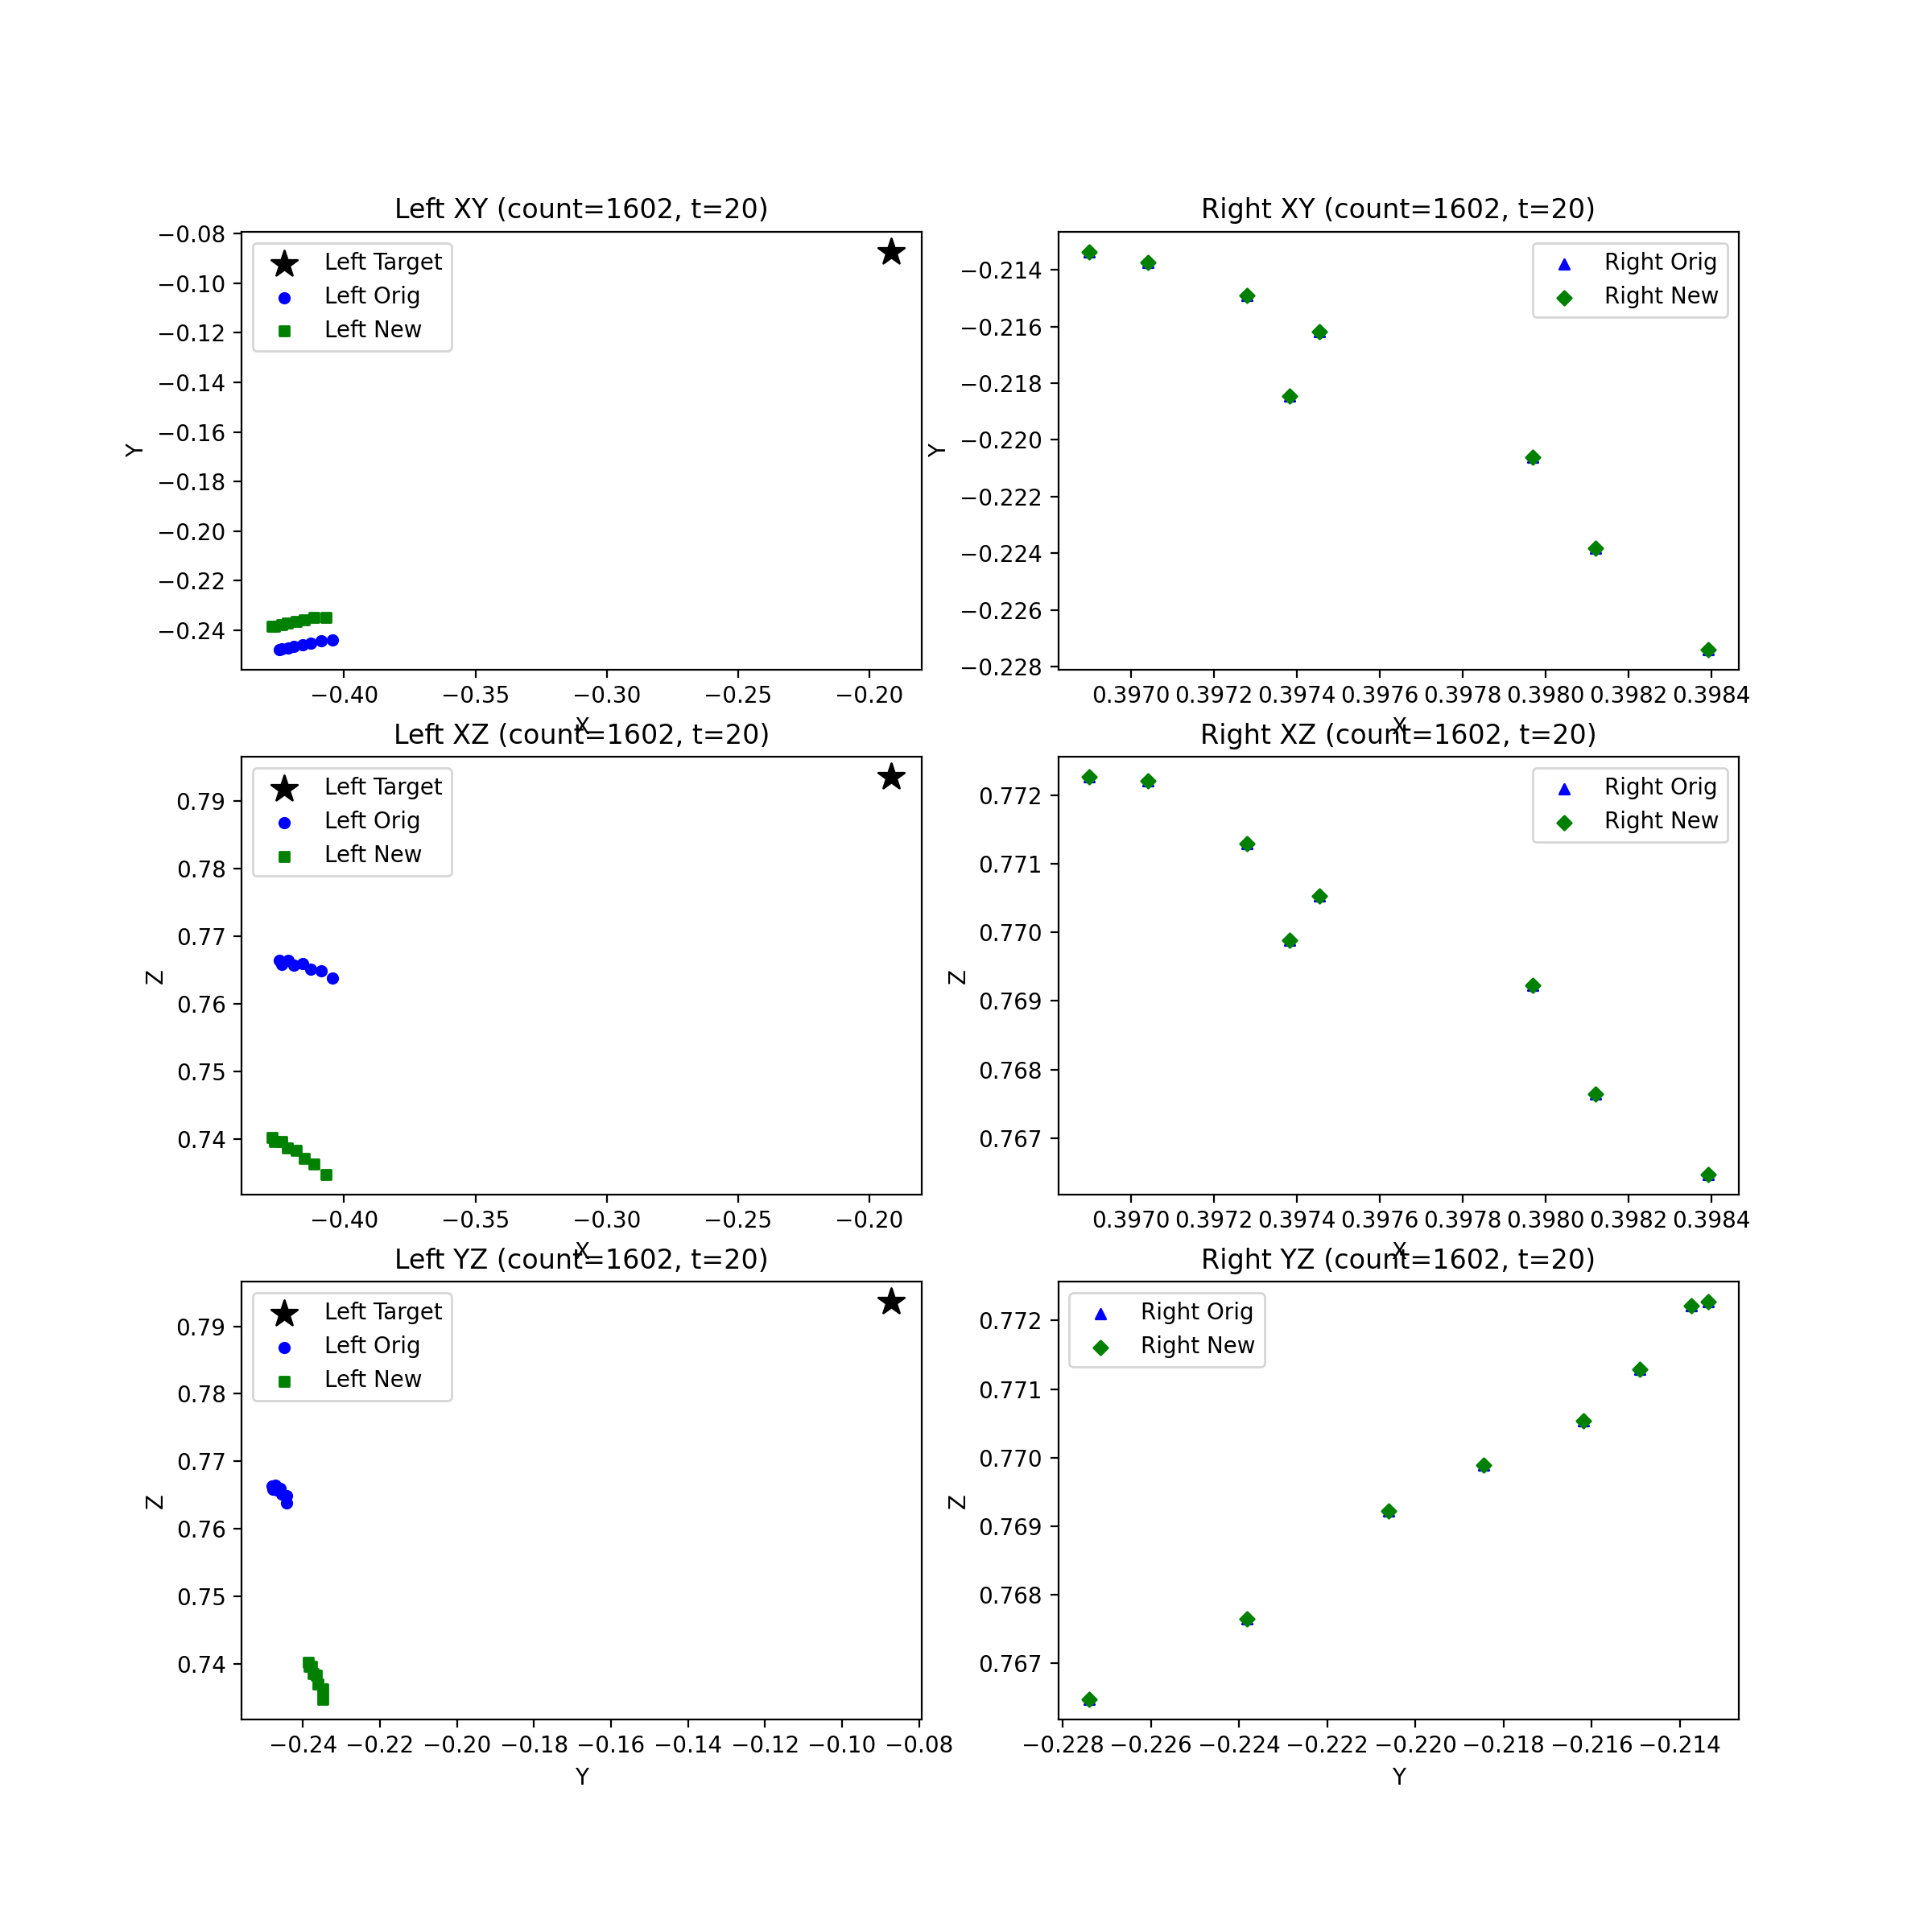 Left XY (count=1602, t=20)
Left Target
Left Orig
Left New
−0.08
−0.10
−0.12
−0.14
−0.16
−0.18
−0.20
−0.22
−0.24
Y
−0.40 −0.35 −0.30 −0.25 −0.20
X
Right XY (count=1602, t=20)
Right Orig
Right New
−0.214
−0.216
−0.218
−0.220
−0.222
−0.224
−0.226
−0.228
Y
0.3970 0.3972 0.3974 0.3976 0.3978 0.3980 0.3982 0.3984
X
Left XZ (count=1602, t=20)
Left Target
Left Orig
Left New
0.79
0.78
0.77
0.76
0.75
0.74
Z
−0.40 −0.35 −0.30 −0.25 −0.20
X
Right XZ (count=1602, t=20)
Right Orig
Right New
0.772
0.771
0.770
0.769
0.768
0.767
Z
0.3970 0.3972 0.3974 0.3976 0.3978 0.3980 0.3982 0.3984
X
Left YZ (count=1602, t=20)
Left Target
Left Orig
Left New
0.79
0.78
0.77
0.76
0.75
0.74
Z
−0.24 −0.22 −0.20 −0.18 −0.16 −0.14 −0.12 −0.10 −0.08
Y
Right YZ (count=1602, t=20)
Right Orig
Right New
0.772
0.771
0.770
0.769
0.768
0.767
Z
−0.228 −0.226 −0.224 −0.222 −0.220 −0.218 −0.216 −0.214
Y